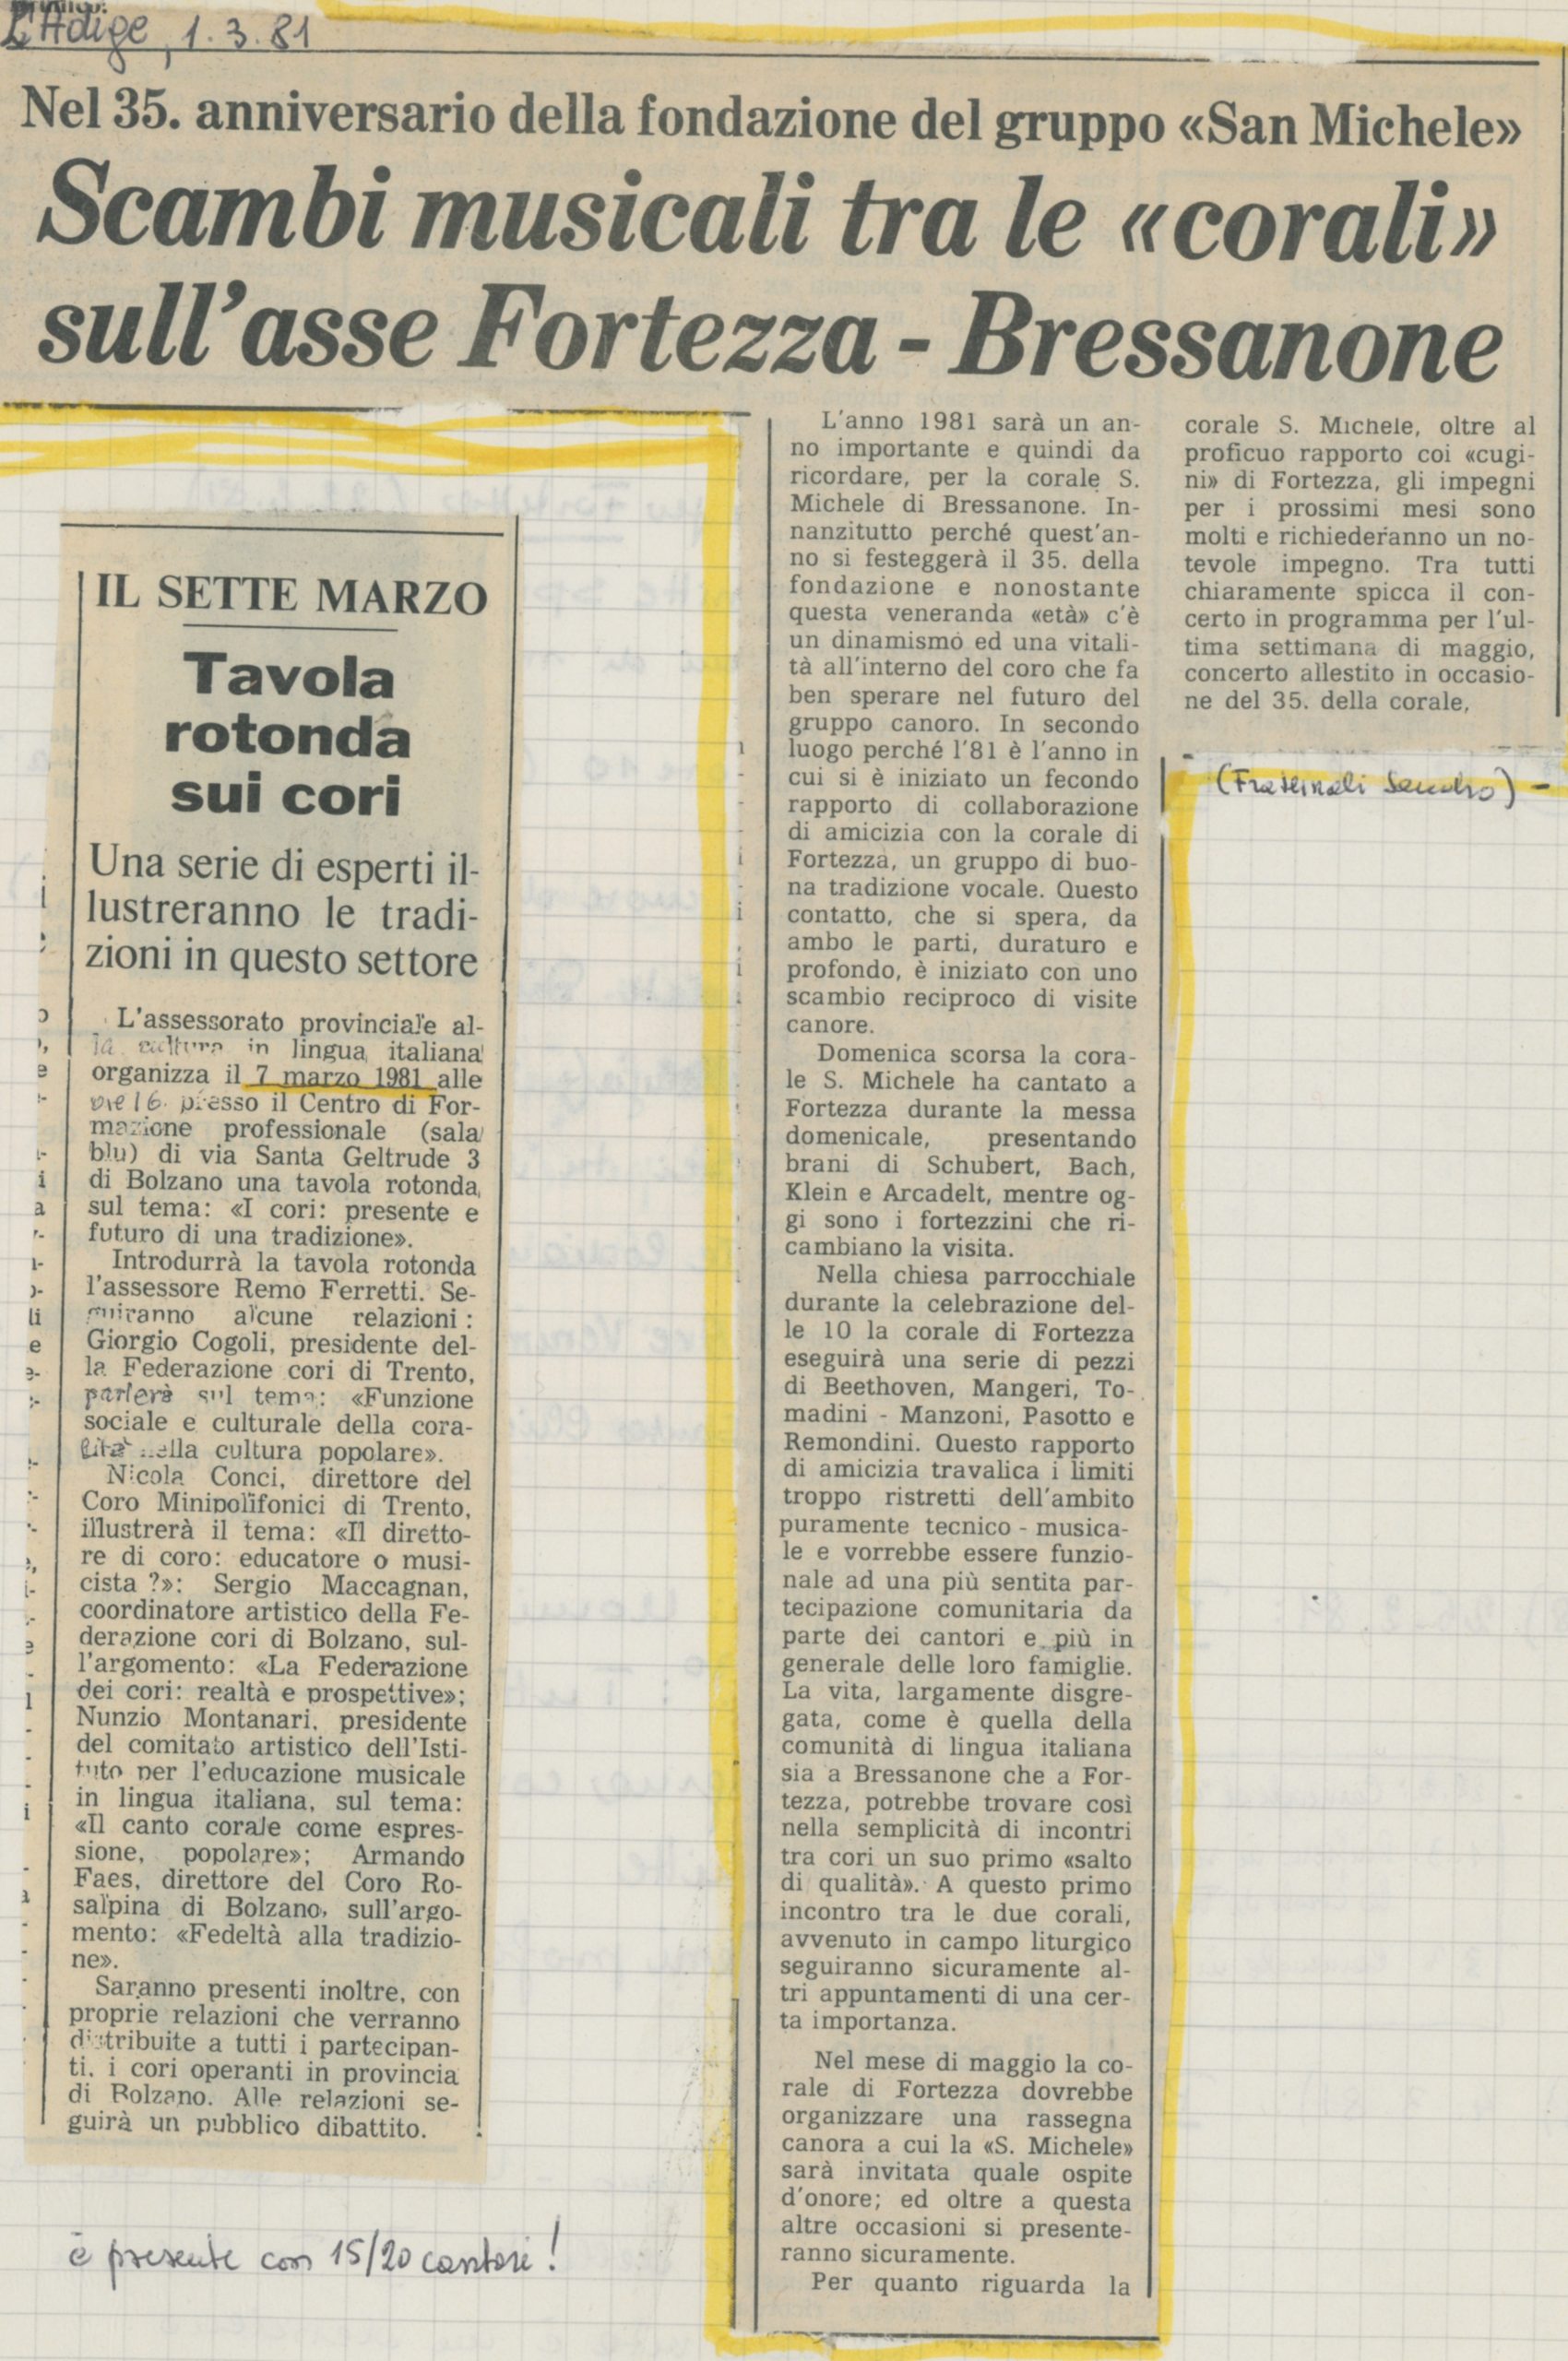 L'Adige, 1.3.81
Nel 35. anniversario della fondazione del gruppo «San Michele»
Scambi musicali tra le «corali»
sull'asse Fortezza - Bressanone
IL SETTE MARZO
Tavola
rotonda
sui cori
Una serie di esperti il-
lustreranno le tradi-
zioni in questo settore
L'assessorato provinciale al-
la cultura in lingua italiana
organizza il 7 marzo 1981 alle
ore 16 presso il Centro di For-
mazione professionale (sala
blu) di via Santa Geltrude 3
di Bolzano una tavola rotonda
sul tema: «I cori: presente e
futuro di una tradizione».
Introdurrà la tavola rotonda
l'assessore Remo Ferretti. Se-
guiranno alcune relazioni:
Giorgio Cogoli, presidente del-
la Federazione cori di Trento,
parlerà sul tema: «Funzione
sociale e culturale della cora-
lità nella cultura popolare».
Nicola Conci, direttore del
Coro Minipolifonici di Trento,
illustrerà il tema: «Il diretto-
re di coro: educatore o musi-
cista?»: Sergio Maccagnan,
coordinatore artistico della Fe-
derazione cori di Bolzano, sul-
l'argomento: «La Federazione
dei cori: realtà e prospettive»;
Nunzio Montanari, presidente
del comitato artistico dell'Isti-
tuto per l'educazione musicale
in lingua italiana, sul tema:
«Il canto corale come espres-
sione, popolare»; Armando
Faes, direttore del Coro Ro-
salpina di Bolzano, sull'argo-
mento: «Fedeltà alla tradizio-
ne».
Saranno presenti inoltre, con
proprie relazioni che verranno
distribuite a tutti i partecipan-
ti, i cori operanti in provincia
di Bolzano. Alle relazioni se-
guirà un pubblico dibattito.
è presente con 15/20 cantori!
L'anno 1981 sarà un an-
no importante e quindi da
ricordare, per la corale S.
Michele di Bressanone. In-
nanzitutto perché quest'an-
no si festeggerà il 35. della
fondazione e nonostante
questa veneranda «età» c'è
un dinamismo ed una vitali-
tà all'interno del coro che fa
ben sperare nel futuro del
gruppo canoro. In secondo
luogo perché l'81 è l'anno in
cui si è iniziato un fecondo
rapporto di collaborazione
di amicizia con la corale di
Fortezza, un gruppo di buo-
na tradizione vocale. Questo
contatto, che si spera, da
ambo le parti, duraturo e
profondo, è iniziato con uno
scambio reciproco di visite
canore.
Domenica scorsa la cora-
le S. Michele ha cantato a
Fortezza durante la messa
domenicale, presentando
brani di Schubert, Bach,
Klein e Arcadelt, mentre og-
gi sono i fortezzini che ri-
cambiano la visita.
Nella chiesa parrocchiale
durante la celebrazione del-
le 10 la corale di Fortezza
eseguirà una serie di pezzi
di Beethoven, Mangeri, To-
madini - Manzoni, Pasotto e
Remondini. Questo rapporto
di amicizia travalica i limiti
troppo ristretti dell'ambito
puramente tecnico - musica-
le e vorrebbe essere funzio-
nale ad una più sentita par-
tecipazione comunitaria da
parte dei cantori e più in
generale delle loro famiglie.
La vita, largamente disgre-
gata, come è quella della
comunità di lingua italiana
sia a Bressanone che a For-
tezza, potrebbe trovare così
nella semplicità di incontri
tra cori un suo primo «salto
di qualità». A questo primo
incontro tra le due corali,
avvenuto in campo liturgico
seguiranno sicuramente al-
tri appuntamenti di una cer-
ta importanza.
Nel mese di maggio la co-
rale di Fortezza dovrebbe
organizzare una rassegna
canora a cui la «S. Michele»
sarà invitata quale ospite
d'onore; ed oltre a questa
altre occasioni si presente-
ranno sicuramente.
Per quanto riguarda la
corale S. Michele, oltre al
proficuo rapporto coi «cugi-
ni» di Fortezza, gli impegni
per i prossimi mesi sono
molti e richiederanno un no-
tevole impegno. Tra tutti
chiaramente spicca il con-
certo in programma per l'ul-
tima settimana di maggio,
concerto allestito in occasio-
ne del 35. della corale,
(Fraternali Sandro) -